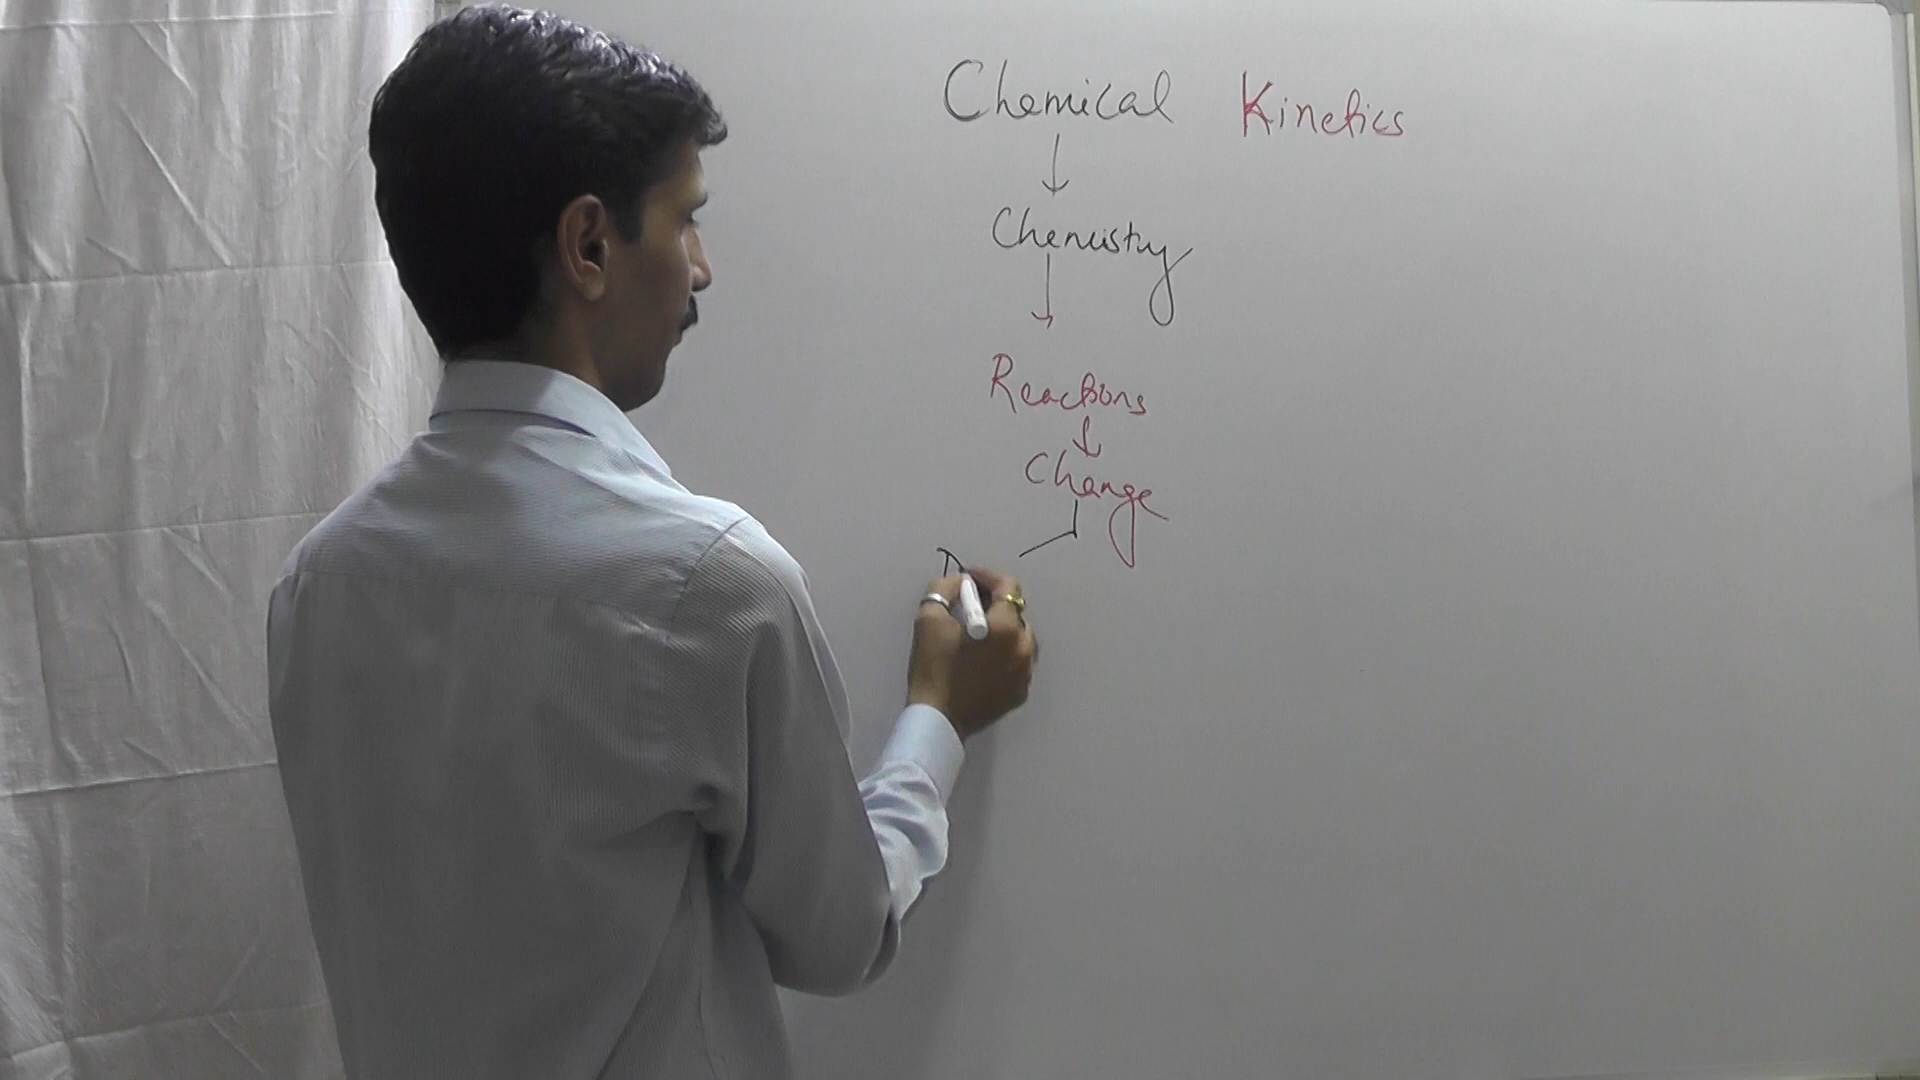 Chemical Kinetics
Chemistry
Reactions
Change